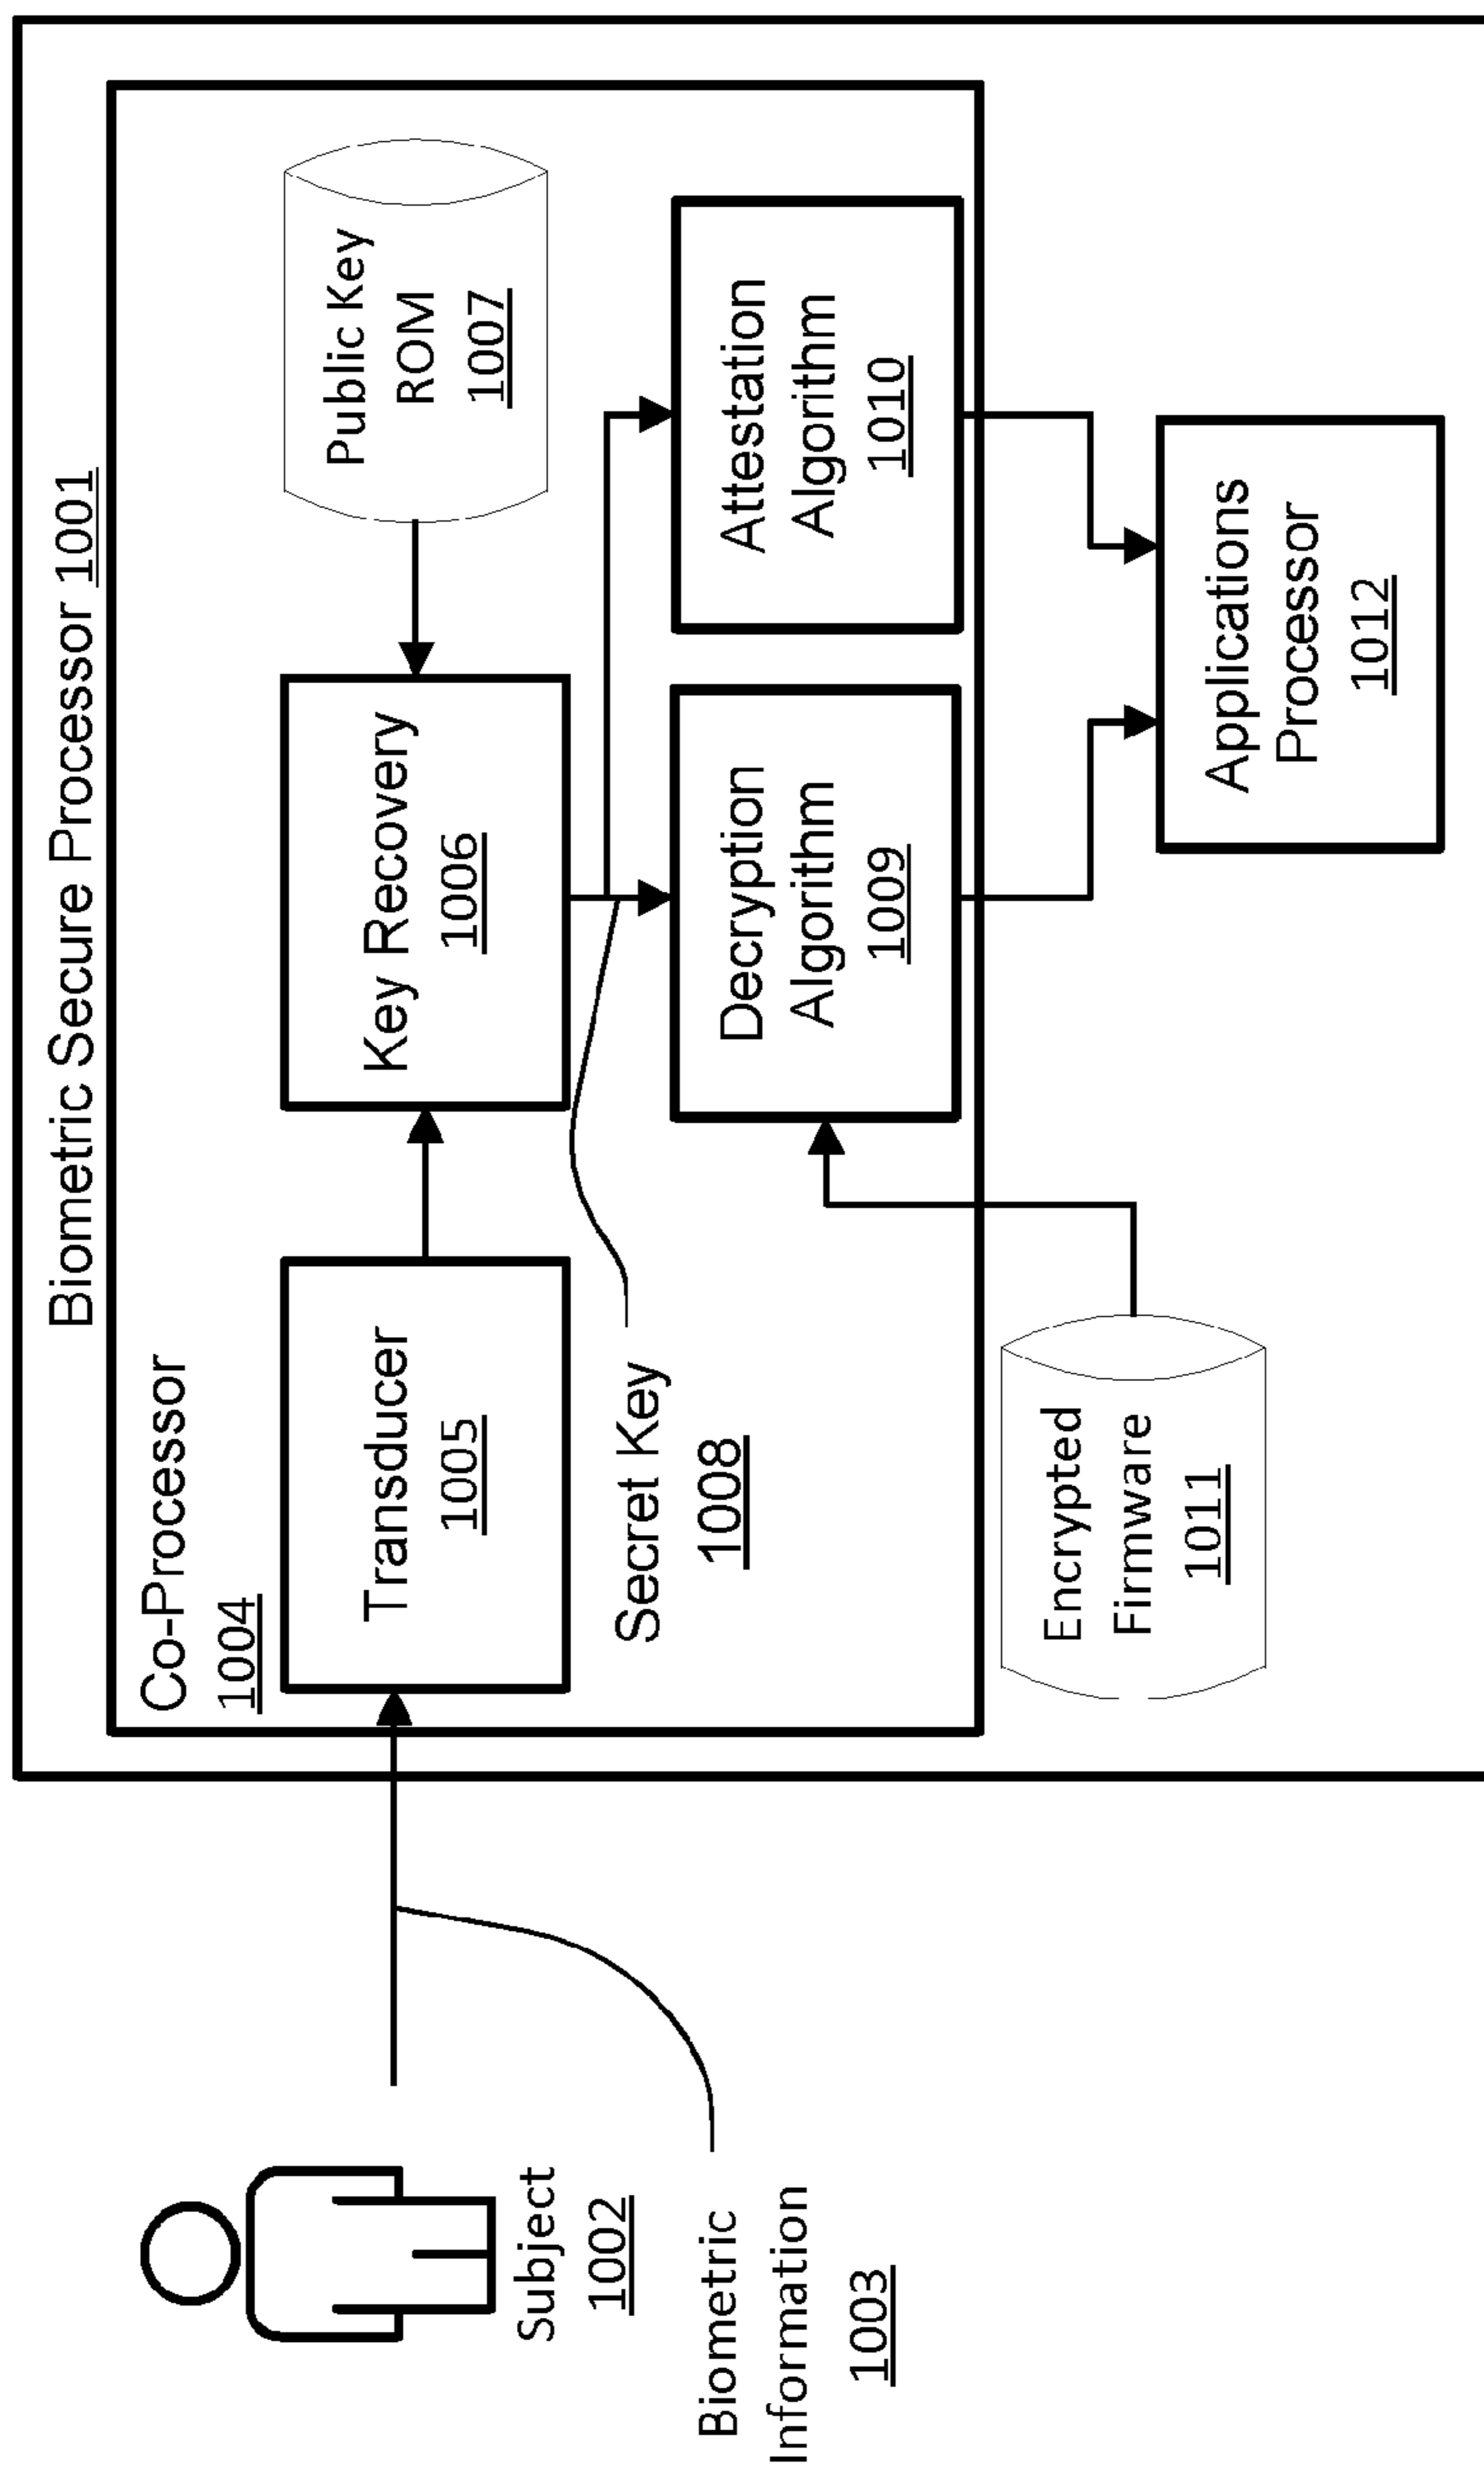 Biometric Secure Processor 1001
Co-Processor
1004
Transducer
1005
Key Recovery
1006
Public Key
ROM
1007
Secret Key
1008
Decryption
Algorithm
1009
Attestation
Algorithm
1010
Encrypted
Firmware
1011
Applications
Processor
1012
Subject
1002
Biometric
Information
1003